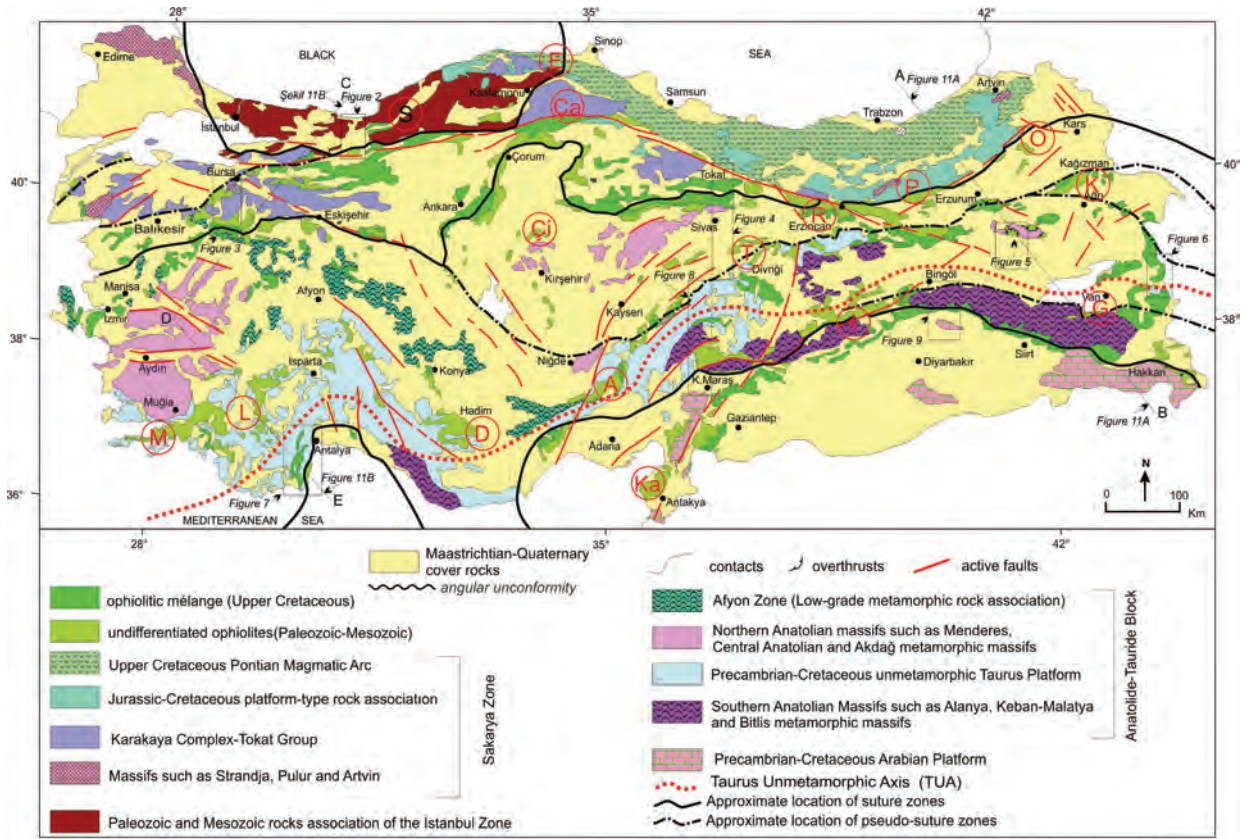 28°
35°
42°
BLACK
SEA
Sinop
Edirne
E
C
A
Figure 11A
Artvin
Şekil 11B
Figure 2
Kastamonu
Ça
Samsun
S
Trabzon
İstanbul
Kars
O
Çorum
Kağızman
40°
40°
Bursa
Tokat
P
K
Ankara
R
Erzurum
Ağrı
Eskişehir
Erzincan
Sivas
Figure 4
Balıkesir
Çi
Figure 6
Figure 3
T
Figure 5
Kırşehir
Figure 8
Divriği
Bingöl
Manisa
Afyon
Van
İzmir
D
Kayseri
G
38°
38°
Figure 9
Isparta
Niğde
Siirt
Aydın
Konya
Diyarbakır
A
K.Maraş
Hakkari
Muğla
L
Hadim
Gaziantep
M
D
B
Adana
Figure 11A
Antalya
Ka
N
Figure 11B
36°
Figure 7
E
Antakya
0 100
Km
MEDITERRANEAN SEA
28°
35°
42°
Maastrichtian-Quaternary
cover rocks
angular unconformity
contacts
overthrusts
active faults
ophiolitic mélange (Upper Cretaceous)
undifferentiated ophiolites(Paleozoic-Mesozoic)
Upper Cretaceous Pontian Magmatic Arc
Jurassic-Cretaceous platform-type rock association
Karakaya Complex-Tokat Group
Massifs such as Strandja, Pulur and Artvin
Sakarya Zone
Paleozoic and Mesozoic rocks association of the Istanbul Zone
Afyon Zone (Low-grade metamorphic rock association)
Northern Anatolian massifs such as Menderes,
Central Anatolian and Akdağ metamorphic massifs
Precambrian-Cretaceous unmetamorphic Taurus Platform
Southern Anatolian Massifs such as Alanya, Keban-Malatya
and Bitlis metamorphic massifs
Anatolide-Tauride Block
Precambrian-Cretaceous Arabian Platform
Taurus Unmetamorphic Axis (TUA)
Approximate location of suture zones
Approximate location of pseudo-suture zones